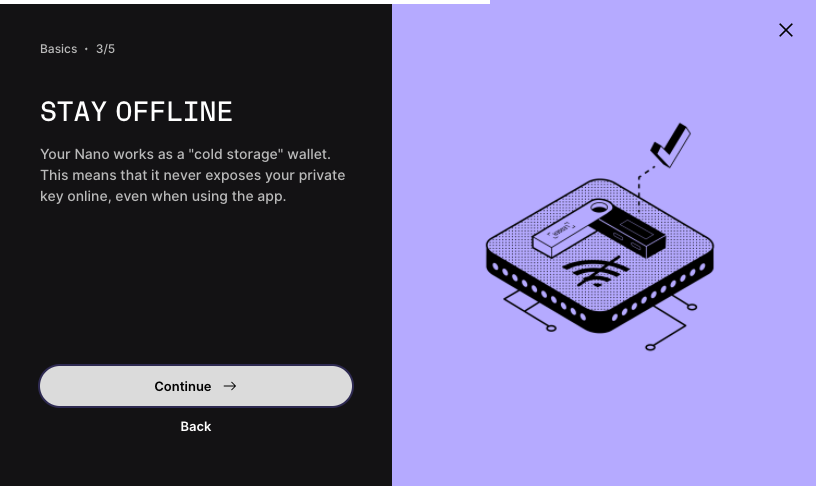 Basics • 3/5
STAY OFFLINE
Your Nano works as a "cold storage" wallet.
This means that it never exposes your private
key online, even when using the app.
Continue →
Back